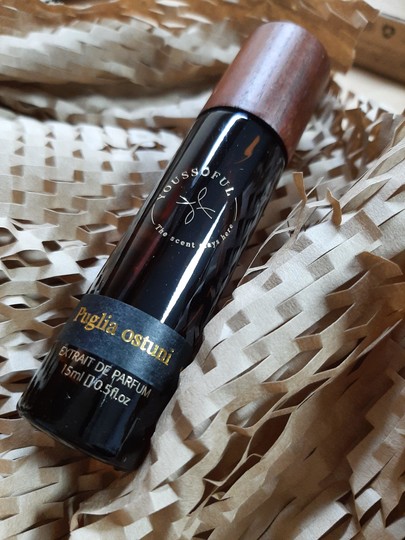 YOUSSOFUL
The scent stays here
Puglia ostuni
EXTRAIT DE PARFUM
15ml▯0.5fl.oz